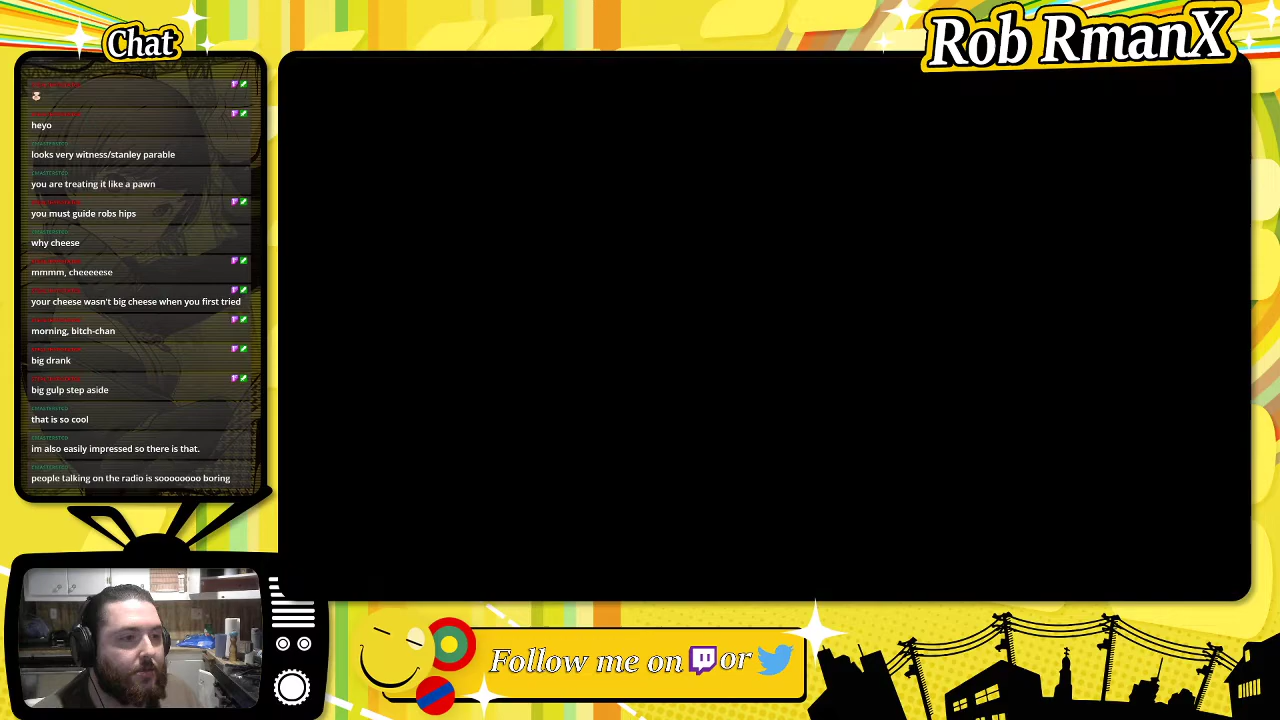 Chat
Rob RmanX
heyo
looks very witness/stanley parable
you are treating it like a pawn
you must guide robs hips
why cheese
mmmm, cheeeeese
your cheese wasn't big cheese when you first tried
morning, bitch-chan
big drank
big gulp step aside
that is so cool
im also easily impressed so there is that.
people talking on the radio is soooooooo boring
Follow me on or